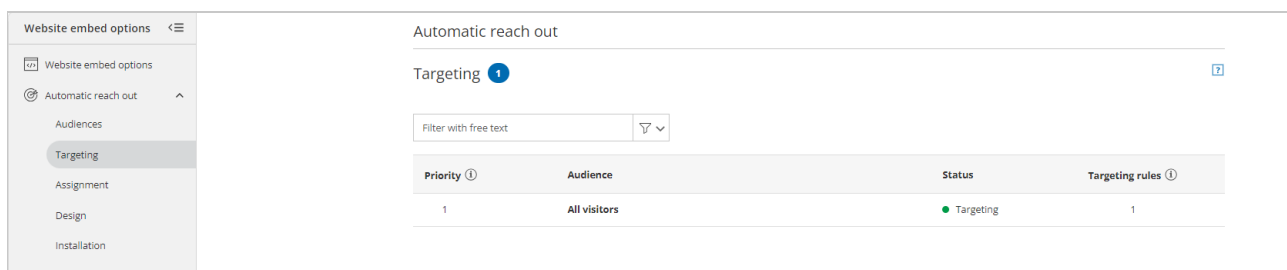 Website embed options
Website embed options
Automatic reach out
Audiences
Targeting
Assignment
Design
Installation
Automatic reach out
Targeting 1
?
Filter with free text
Priority Audience Status Targeting rules
1 All visitors Targeting 1